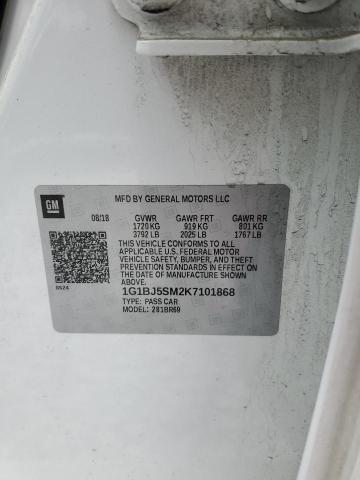 GM
MFD BY GENERAL MOTORS LLC
08/18 GVWR GAWR FRT GAWR RR
1720 KG 919 KG 801 KG
3792 LB 2025 LB 1767 LB
THIS VEHICLE CONFORMS TO ALL
APPLICABLE U.S. FEDERAL MOTOR
VEHICLE SAFETY, BUMPER, AND THEFT
PREVENTION STANDARDS IN EFFECT ON
THE DATE OF MANUFACTURE SHOWN
ABOVE.
8624 1G1BJ5SM2K7101868
TYPE: PASS CAR
MODEL: 281BR69